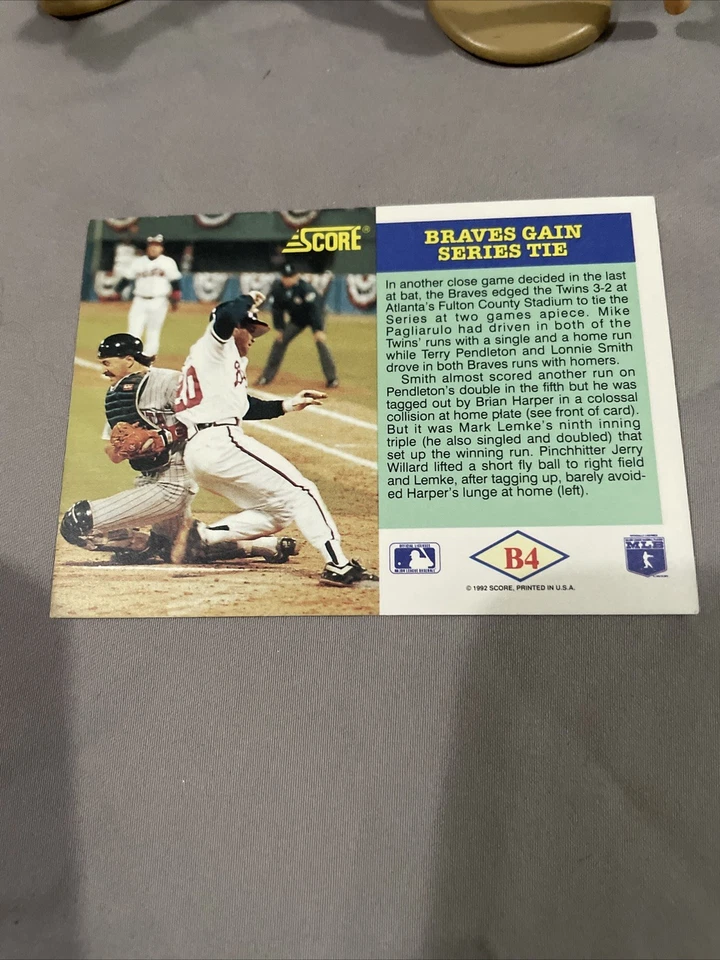 SCORE®
BRAVES GAIN
SERIES TIE
In another close game decided in the last
at bat, the Braves edged the Twins 3-2 at
Atlanta's Fulton County Stadium to tie the
Series at two games apiece. Mike
Pagliarulo had driven in both of the
Twins' runs with a single and a home run
while Terry Pendleton and Lonnie Smith
drove in both Braves runs with homers.
Smith almost scored another run on
Pendleton's double in the fifth but he was
tagged out by Brian Harper in a colossal
collision at home plate (see front of card).
But it was Mark Lemke's ninth inning
triple (he also singled and doubled) that
set up the winning run. Pinchhitter Jerry
Willard lifted a short fly ball to right field
and Lemke, after tagging up, barely avoid-
ed Harper's lunge at home (left).
20
OFFICIAL LICENSEE
MAJOR LEAGUE BASEBALL
B4
MLB
© 1992 SCORE, PRINTED IN U.S.A.